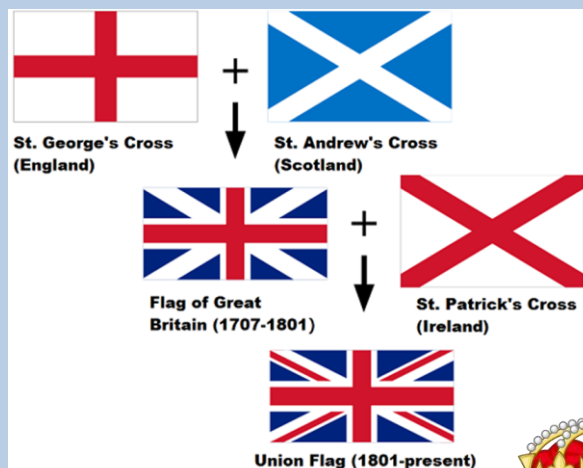 St. George's Cross
(England)
St. Andrew's Cross
(Scotland)
Flag of Great
Britain (1707-1801)
St. Patrick's Cross
(Ireland)
Union Flag (1801-present)